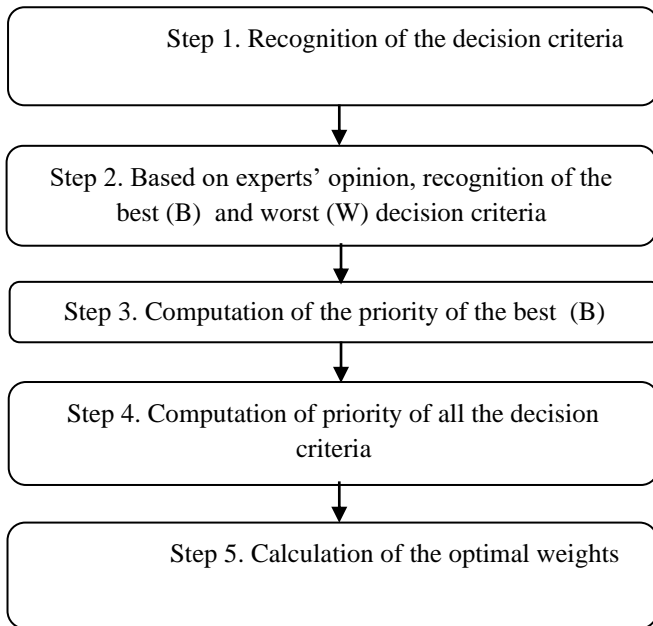 Step 1. Recognition of the decision criteria
Step 2. Based on experts’ opinion, recognition of the
best (B) and worst (W) decision criteria
Step 3. Computation of the priority of the best (B)
Step 4. Computation of priority of all the decision
criteria
Step 5. Calculation of the optimal weights